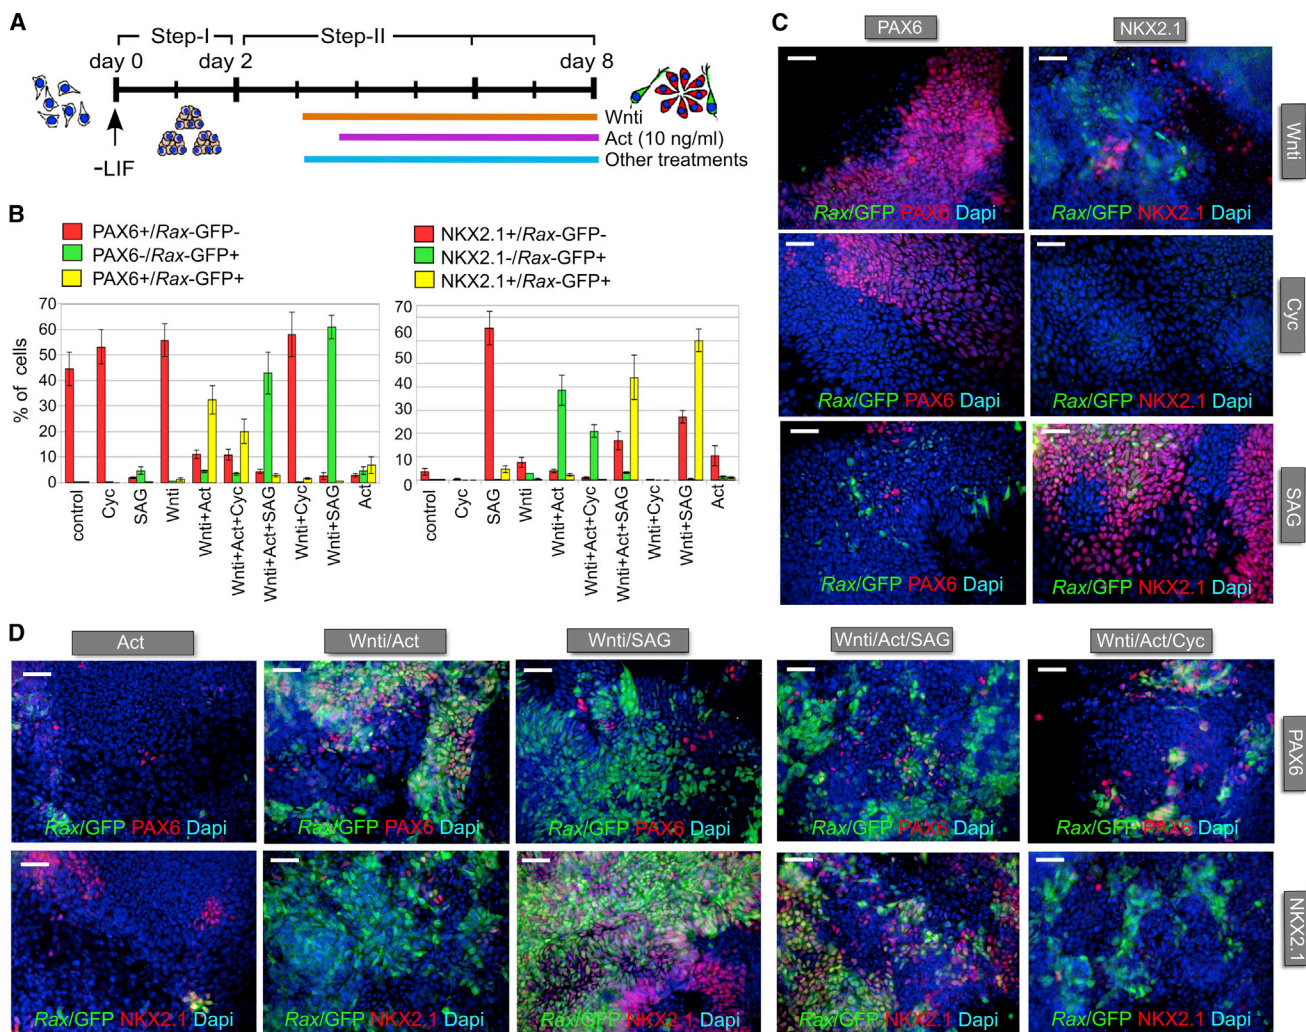 A
Step-I
Step-II
day 0
day 2
day 8
Wnti
Act (10 ng/ml)
Other treatments
-LIF
B
PAX6+/Rax-GFP-
PAX6-/Rax-GFP+
PAX6+/Rax-GFP+
NKX2.1+/Rax-GFP-
NKX2.1-/Rax-GFP+
NKX2.1+/Rax-GFP+
% of cells
70
60
50
40
30
20
10
0
control
Cyc
SAG
Wnti
Wnti+Act
Wnti+Act+Cyc
Wnti+Act+SAG
Wnti+Cyc
Wnti+SAG
Act
70
60
50
40
30
20
10
0
control
Cyc
SAG
Wnti
Wnti+Act
Wnti+Act+Cyc
Wnti+Act+SAG
Wnti+Cyc
Wnti+SAG
Act
C
PAX6
NKX2.1
Rax/GFP PAX6 Dapi
Rax/GFP NKX2.1 Dapi
Wnti
Rax/GFP PAX6 Dapi
Rax/GFP NKX2.1 Dapi
Cyc
Rax/GFP PAX6 Dapi
Rax/GFP NKX2.1 Dapi
SAG
D
Act
Wnti/Act
Wnti/SAG
Wnti/Act/SAG
Wnti/Act/Cyc
Rax/GFP PAX6 Dapi
Rax/GFP PAX6 Dapi
Rax/GFP PAX6 Dapi
Rax/GFP PAX6 Dapi
Rax/GFP PAX6 Dapi
PAX6
Rax/GFP NKX2.1 Dapi
Rax/GFP NKX2.1 Dapi
Rax/GFP NKX2.1 Dapi
Rax/GFP NKX2.1 Dapi
Rax/GFP NKX2.1 Dapi
NKX2.1